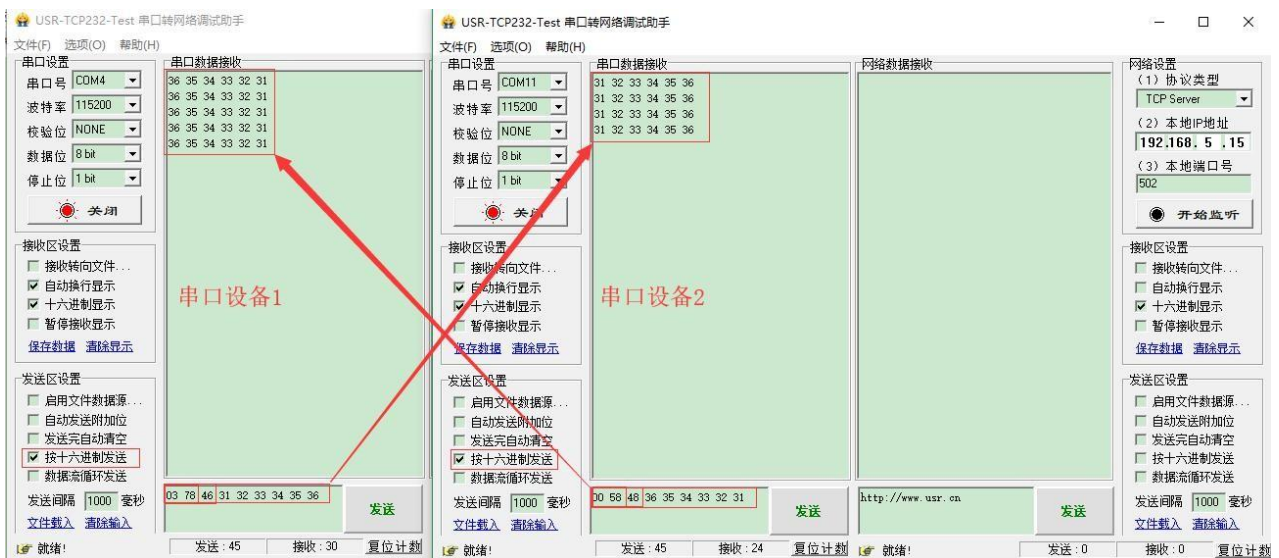 USR-TCP232-Test 串口转网络调试助手
文件(F) 选项(O) 帮助(H)
串口设置
串口号 COM4
波特率 115200
校验位 NONE
数据位 8 bit
停止位 1 bit
关闭
接收区设置
接收转向文件...
自动换行显示
十六进制显示
暂停接收显示
保存数据 清除显示
发送区设置
启用文件数据源...
自动发送附加位
发送完自动清空
按十六进制发送
数据流循环发送
发送间隔 1000 毫秒
文件载入 清除输入
就绪!
串口数据接收
36 35 34 33 32 31
36 35 34 33 32 31
36 35 34 33 32 31
36 35 34 33 32 31
36 35 34 33 32 31
串口设备1
03 78 46 31 32 33 34 35 36
发送
发送 : 45 接收 : 30 复位计数
USR-TCP232-Test 串口转网络调试助手
文件(F) 选项(O) 帮助(H)
串口设置
串口号 COM11
波特率 115200
校验位 NONE
数据位 8 bit
停止位 1 bit
关闭
接收区设置
接收转向文件...
自动换行显示
十六进制显示
暂停接收显示
保存数据 清除显示
发送区设置
启用文件数据源...
自动发送附加位
发送完自动清空
按十六进制发送
数据流循环发送
发送间隔 1000 毫秒
文件载入 清除输入
就绪!
串口数据接收
31 32 33 34 35 36
31 32 33 34 35 36
31 32 33 34 35 36
31 32 33 34 35 36
串口设备2
00 58 48 36 35 34 33 32 31
发送
发送 : 45 接收 : 24 复位计数
网络数据接收
http://www.usr.cn
发送
就绪! 发送 : 0 接收 : 0 复位计数
网络设置
(1) 协议类型
TCP Server
(2) 本地IP地址
192.168. 5 .15
(3) 本地端口号
502
开始监听
接收区设置
接收转向文件...
自动换行显示
十六进制显示
暂停接收显示
保存数据 清除显示
发送区设置
启用文件数据源...
自动发送附加位
发送完自动清空
按十六进制发送
数据流循环发送
发送间隔 1000 毫秒
文件载入 清除输入